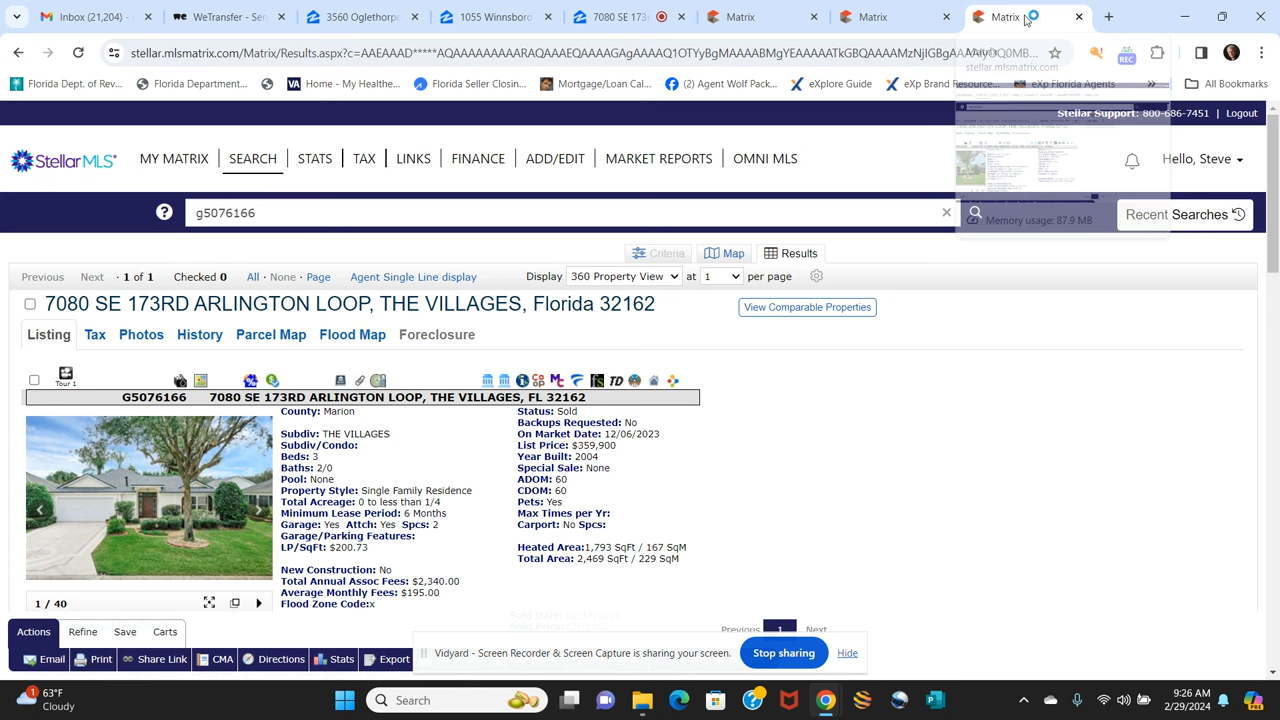 Inbox (21,204) -
WeTransfer - Ser
3560 Oglethorpe
1055 Winnsboro
7080 SE 173
Matrix
Matrix
Matrix
stellar.mlsmatrix.com/Matrix/Results.aspx?c=
Florida Dept. of Rev...
Florida Department...
Florida Closin...
(2) Agents Advance...
eXplore Guide
eXp Brand Resource...
eXp Florida Agents
All Bookmarks
REC
stellar.mlsmatrix.com
Stellar Support: 800-686-7451 | Logout
StellarMLS
MY MATRIX
SEARCH
STATS
TAX
LINKS
FINANCE
ADD/EDIT
MARKET REPORTS
OMNI MLS
Hello, Steve
g5076166
Memory usage: 87.9 MB
Recent Searches
Criteria
Map
Results
Previous Next · 1 of 1 Checked 0 All · None · Page Agent Single Line display Display 360 Property View at 1 per page
7080 SE 173RD ARLINGTON LOOP, THE VILLAGES, Florida 32162
View Comparable Properties
Listing Tax Photos History Parcel Map Flood Map Foreclosure
Tour 1
G5076166 7080 SE 173RD ARLINGTON LOOP, THE VILLAGES, FL 32162
County: Marion
Status: Sold
Backups Requested: No
Subdiv: THE VILLAGES
On Market Date: 12/06/2023
Subdiv/Condo:
List Price: $359,900
Beds: 3
Year Built: 2004
Baths: 2/0
Special Sale: None
Pool: None
ADOM: 60
Property Style: Single Family Residence
CDOM: 60
Total Acreage: 0 to less than 1/4
Pets: Yes
Minimum Lease Period: 6 Months
Max Times per Yr:
Garage: Yes Attch: Yes Spcs: 2
Carport: No Spcs:
Garage/Parking Features:
LP/SqFt: $200.73
Heated Area:1,793 SqFt / 167 SqM
Total Area: 2,469 SqFt / 229 SqM
New Construction: No
Total Annual Assoc Fees: $2,340.00
Average Monthly Fees: $195.00
Flood Zone Code:x
1 / 40
Actions Refine Save Carts
Previous 1 Next
Email Print Share Link CMA Directions Stats Export
Vidyard - Screen Recorder & Screen Capture is sharing your screen.
Stop sharing
Hide
1
63°F
Cloudy
Search
9:26 AM
2/29/2024